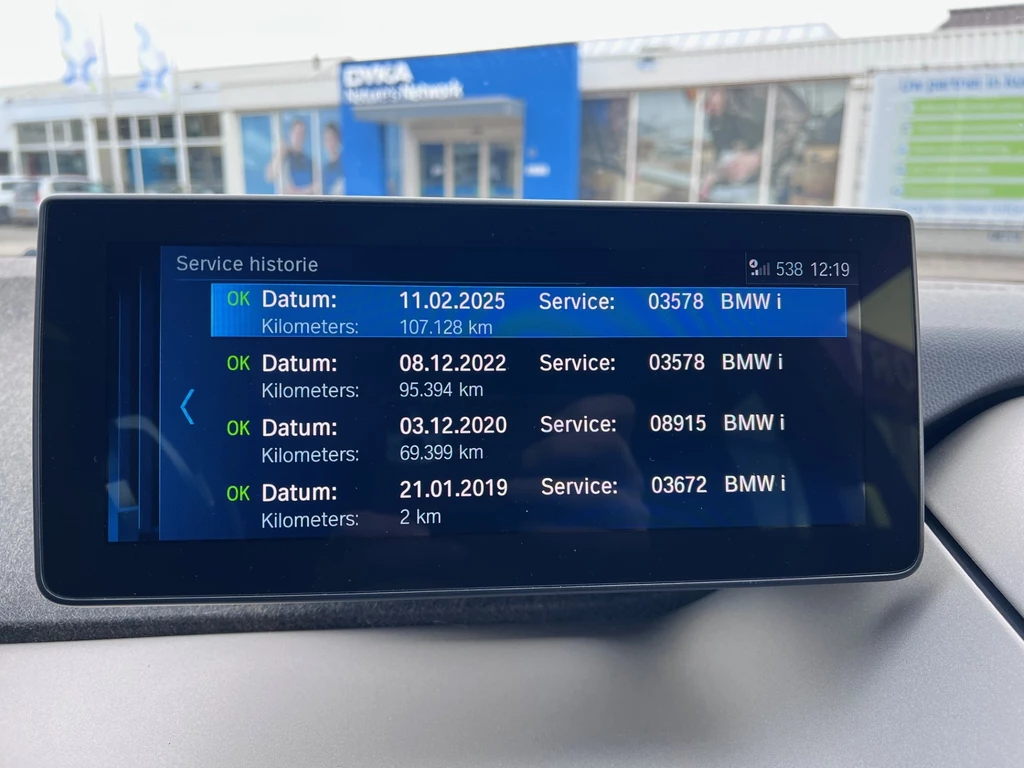 DYKA
Service historie
538 12:19
OK Datum: 11.02.2025 Service: 03578 BMW i
Kilometers: 107.128 km
OK Datum: 08.12.2022 Service: 03578 BMW i
Kilometers: 95.394 km
OK Datum: 03.12.2020 Service: 08915 BMW i
Kilometers: 69.399 km
OK Datum: 21.01.2019 Service: 03672 BMW i
Kilometers: 2 km